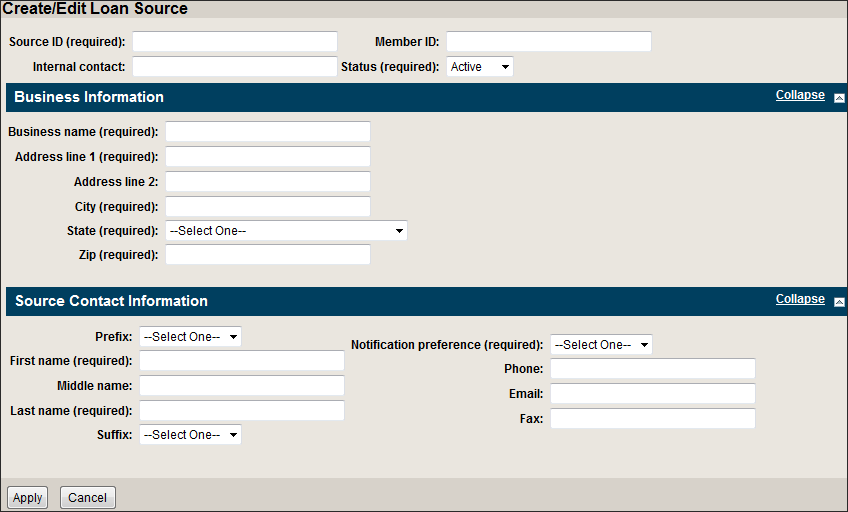 Create/Edit Loan Source
Source ID (required): Member ID:
Internal contact: Status (required): Active
Business Information Collapse
Business name (required):
Address line 1 (required):
Address line 2:
City (required):
State (required): --Select One--
Zip (required):
Source Contact Information Collapse
Prefix: --Select One--
First name (required):
Middle name:
Last name (required):
Suffix: --Select One--
Notification preference (required): --Select One--
Phone:
Email:
Fax:
Apply Cancel